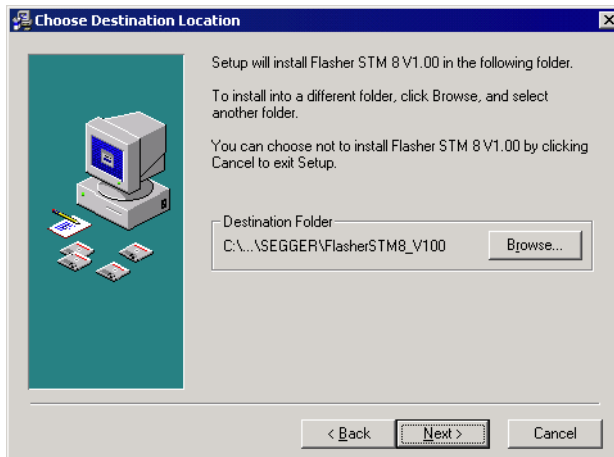 Choose Destination Location
Setup will install Flasher STM 8 V1.00 in the following folder.
To install into a different folder, click Browse, and select
another folder.
You can choose not to install Flasher STM 8 V1.00 by clicking
Cancel to exit Setup.
Destination Folder
C:\...\SEGGER\FlasherSTM8_V100
Browse...
< Back
Next >
Cancel